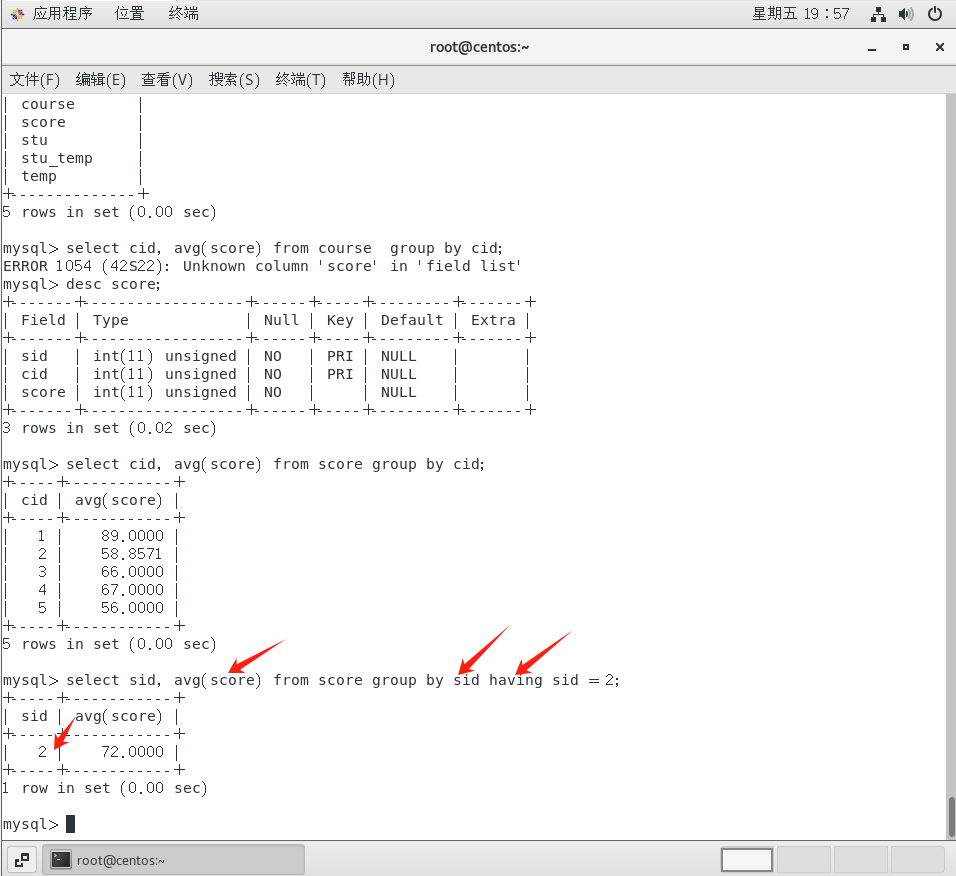 应用程序 位置 终端 星期五 19：57
root@centos:~
文件(F) 编辑(E) 查看(V) 搜索(S) 终端(T) 帮助(H)
| course       |
| score        |
| stu          |
| stu_temp     |
| temp         |
+--------------+
5 rows in set (0.00 sec)
mysql> select cid, avg(score) from course  group by cid;
ERROR 1054 (42S22): Unknown column 'score' in 'field list'
mysql> desc score;
+-------+------------------+------+-----+---------+-------+
| Field | Type             | Null | Key | Default | Extra |
+-------+------------------+------+-----+---------+-------+
| sid   | int(11) unsigned | NO   | PRI | NULL    |       |
| cid   | int(11) unsigned | NO   | PRI | NULL    |       |
| score | int(11) unsigned | NO   |     | NULL    |       |
+-------+------------------+------+-----+---------+-------+
3 rows in set (0.02 sec)
mysql> select cid, avg(score) from score group by cid;
+-----+------------+
| cid | avg(score) |
+-----+------------+
|   1 |    89.0000 |
|   2 |    58.8571 |
|   3 |    66.0000 |
|   4 |    67.0000 |
|   5 |    56.0000 |
+-----+------------+
5 rows in set (0.00 sec)
mysql> select sid, avg(score) from score group by sid having sid = 2;
+-----+------------+
| sid | avg(score) |
+-----+------------+
|   2 |    72.0000 |
+-----+------------+
1 row in set (0.00 sec)
mysql>
root@centos:~